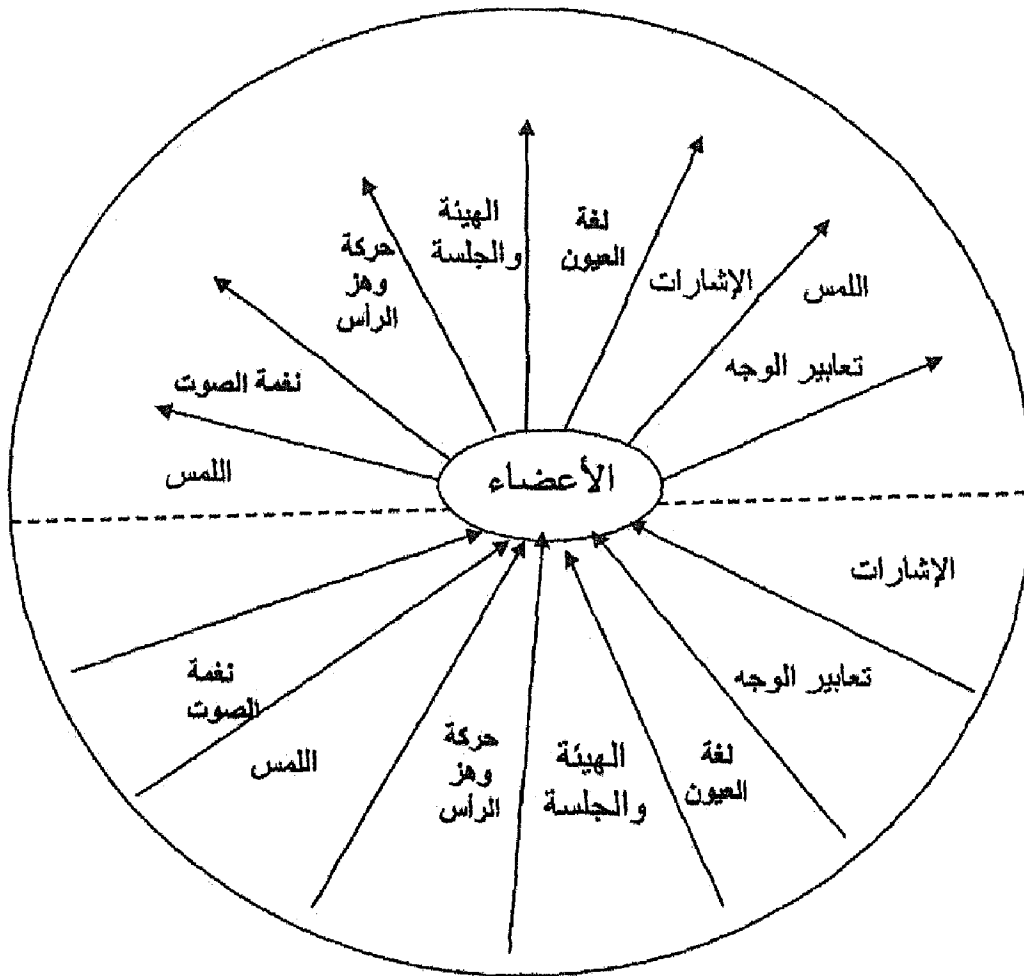 الهيئة
والجلسة
لغة
العيون
حركة
وهز
الرأس
الإشارات
اللمس
تعابير الوجه
نغمة الصوت
اللمس
الأعضاء
الإشارات
تعابير الوجه
نغمة
الصوت
اللمس
حركة
وهز
الرأس
الهيئة
والجلسة
لغة
العيون